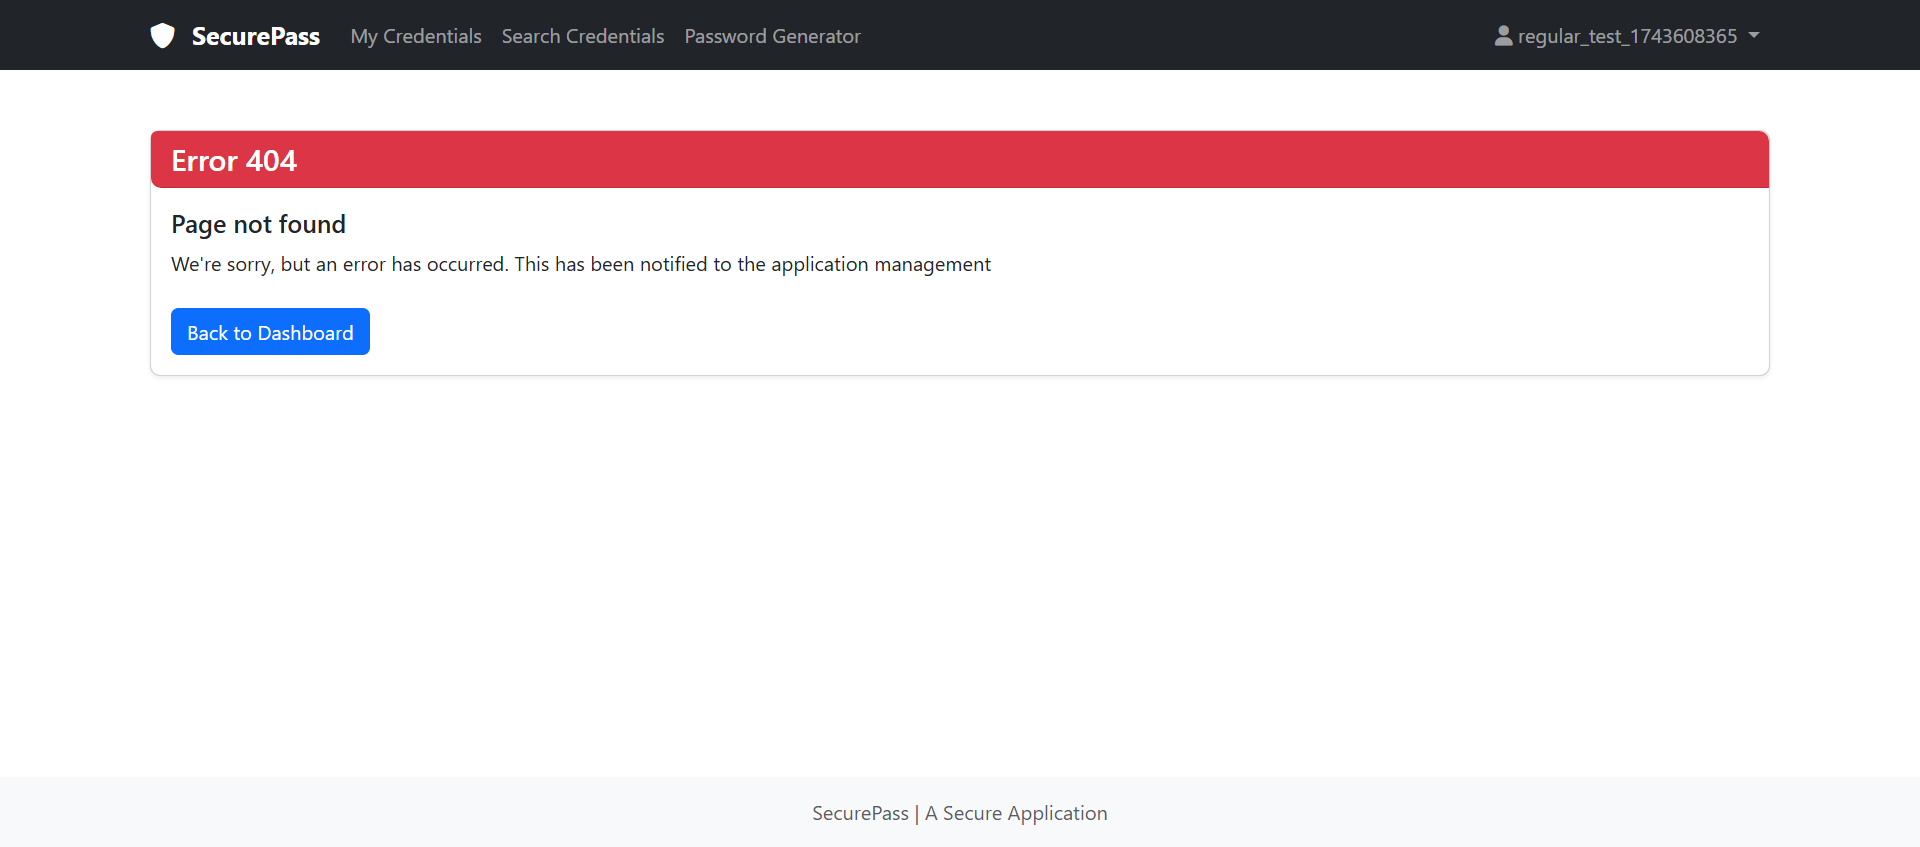 SecurePass My Credentials Search Credentials Password Generator regular_test_1743608365
Error 404
Page not found
We're sorry, but an error has occurred. This has been notified to the application management
Back to Dashboard
SecurePass | A Secure Application